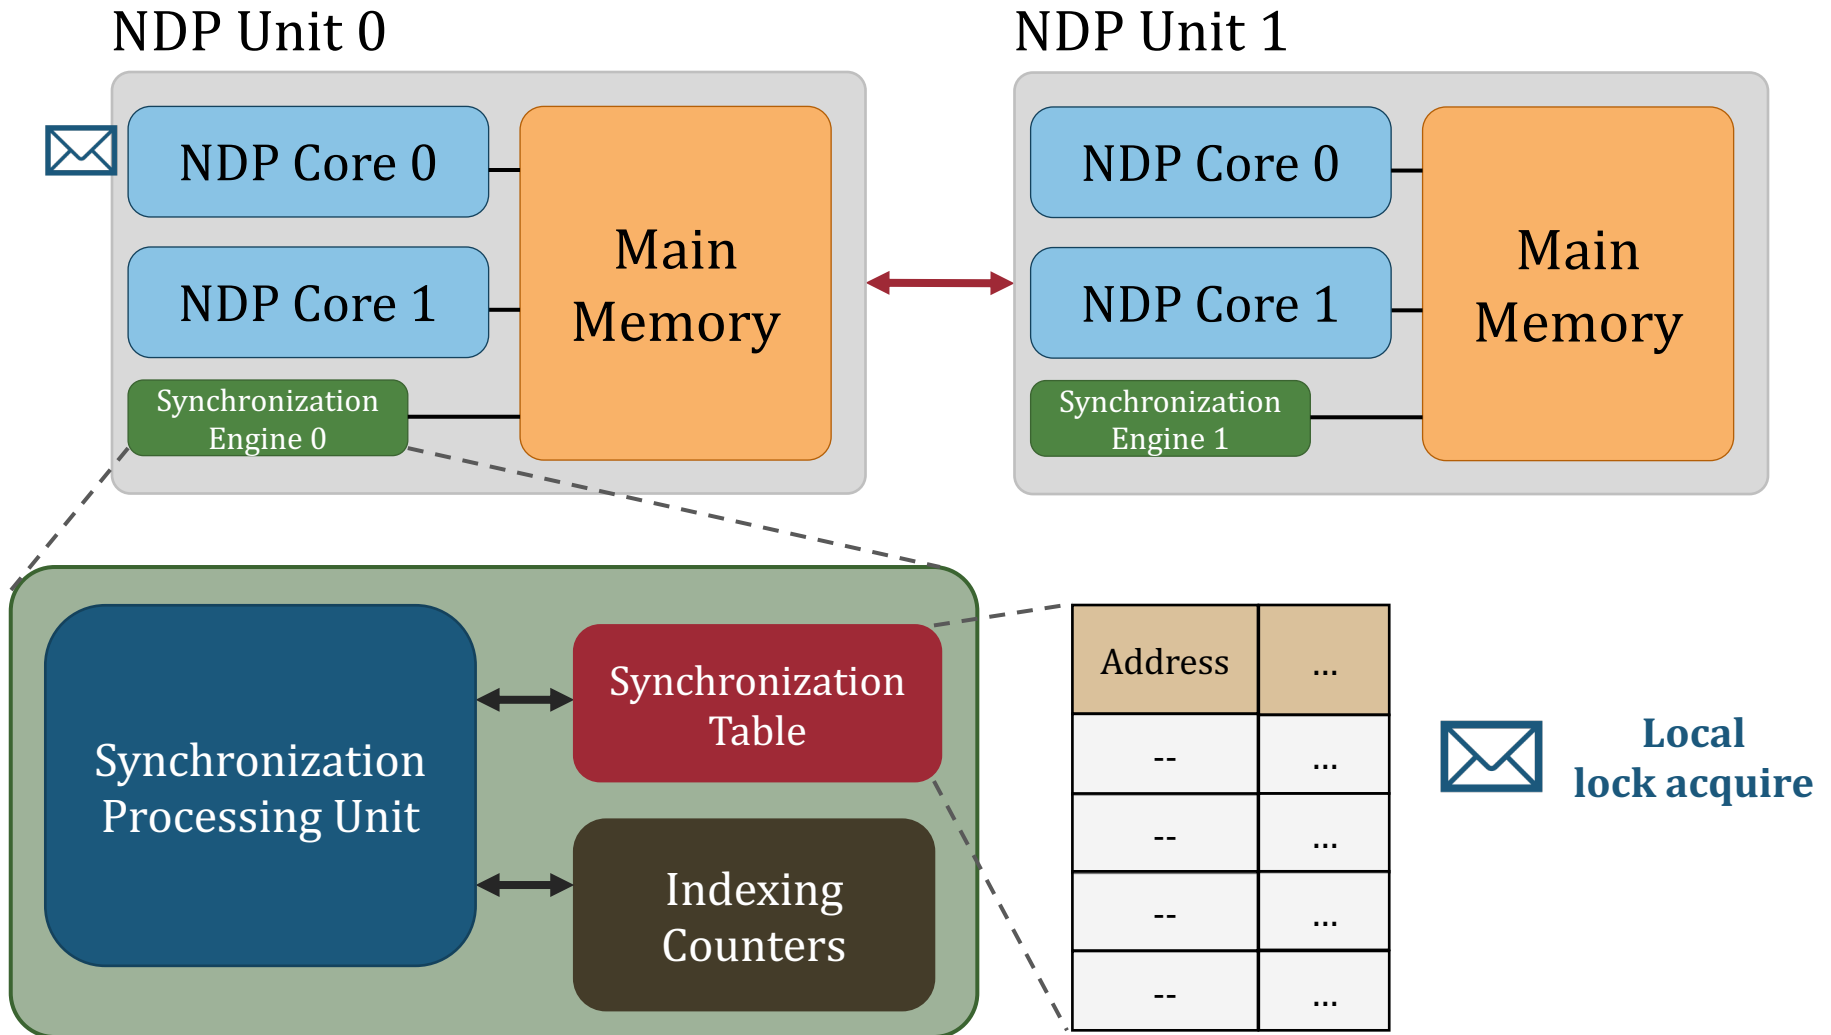 NDP Unit 0
NDP Core 0
NDP Core 1
Synchronization
Engine 0
Main
Memory
NDP Unit 1
NDP Core 0
NDP Core 1
Synchronization
Engine 1
Main
Memory
Synchronization
Processing Unit
Synchronization
Table
Indexing
Counters
Address ...
-- ...
-- ...
-- ...
-- ...
Local
lock acquire